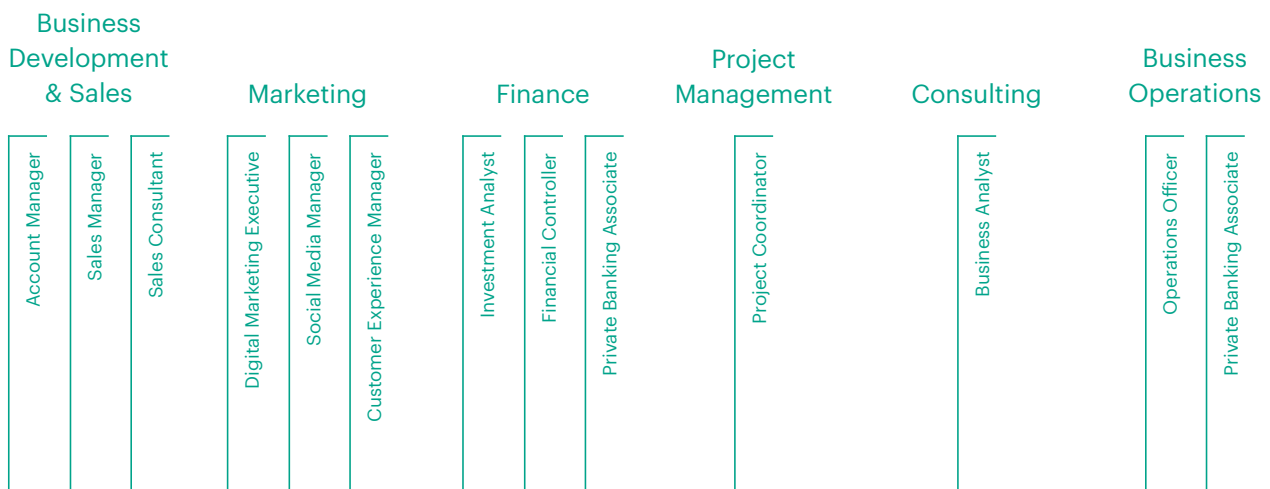 Business
Development
& Sales
Marketing
Finance
Project
Management
Consulting
Business
Operations
Account Manager
Sales Manager
Sales Consultant
Digital Marketing Executive
Social Media Manager
Customer Experience Manager
Investment Analyst
Financial Controller
Private Banking Associate
Project Coordinator
Business Analyst
Operations Officer
Private Banking Associate